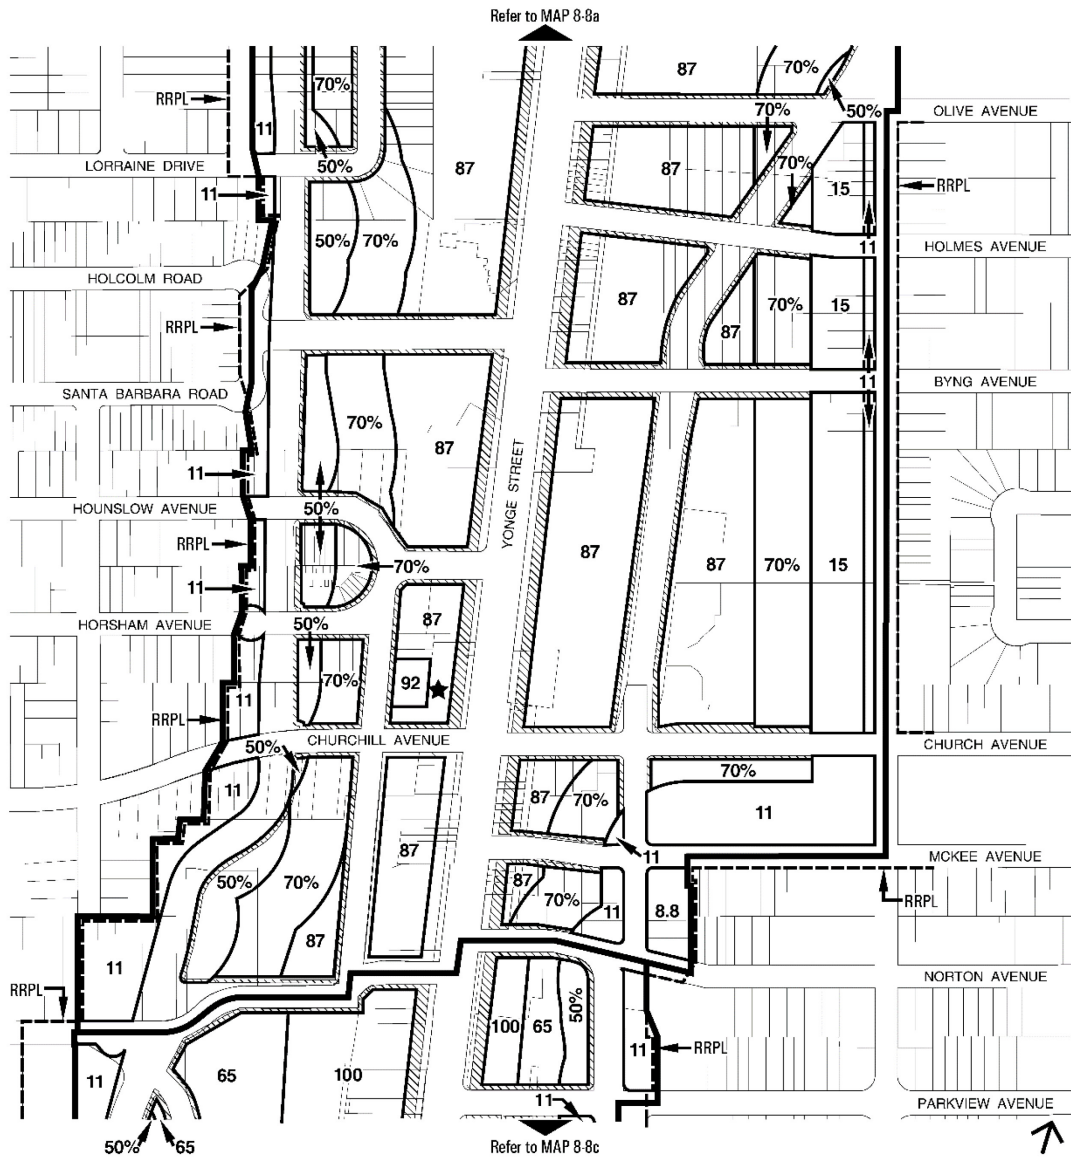 Refer to MAP 8-8a
87
70%
70%
RRPL
70%
50%
OLIVE AVENUE
11
LORRAINE DRIVE
50%
87
87
70%
15
RRPL
11
50%
70%
11
HOLMES AVENUE
HOLCOLM ROAD
87
70%
15
RRPL
87
11
BYNG AVENUE
SANTA BARBARA ROAD
70%
87
11
YONGE STREET
HOUNSLOW AVENUE
50%
RRPL
87
87
70%
15
70%
11
HORSHAM AVENUE
50%
87
70%
92
11
RRPL
CHURCHILL AVENUE
CHURCH AVENUE
50%
70%
11
87
70%
11
87
11
MCKEE AVENUE
50%
70%
87
70%
RRPL
11
8.8
87
11
NORTON AVENUE
RRPL
100
65
50%
11
RRPL
11
65
100
11
PARKVIEW AVENUE
50%
65
Refer to MAP 8-8c